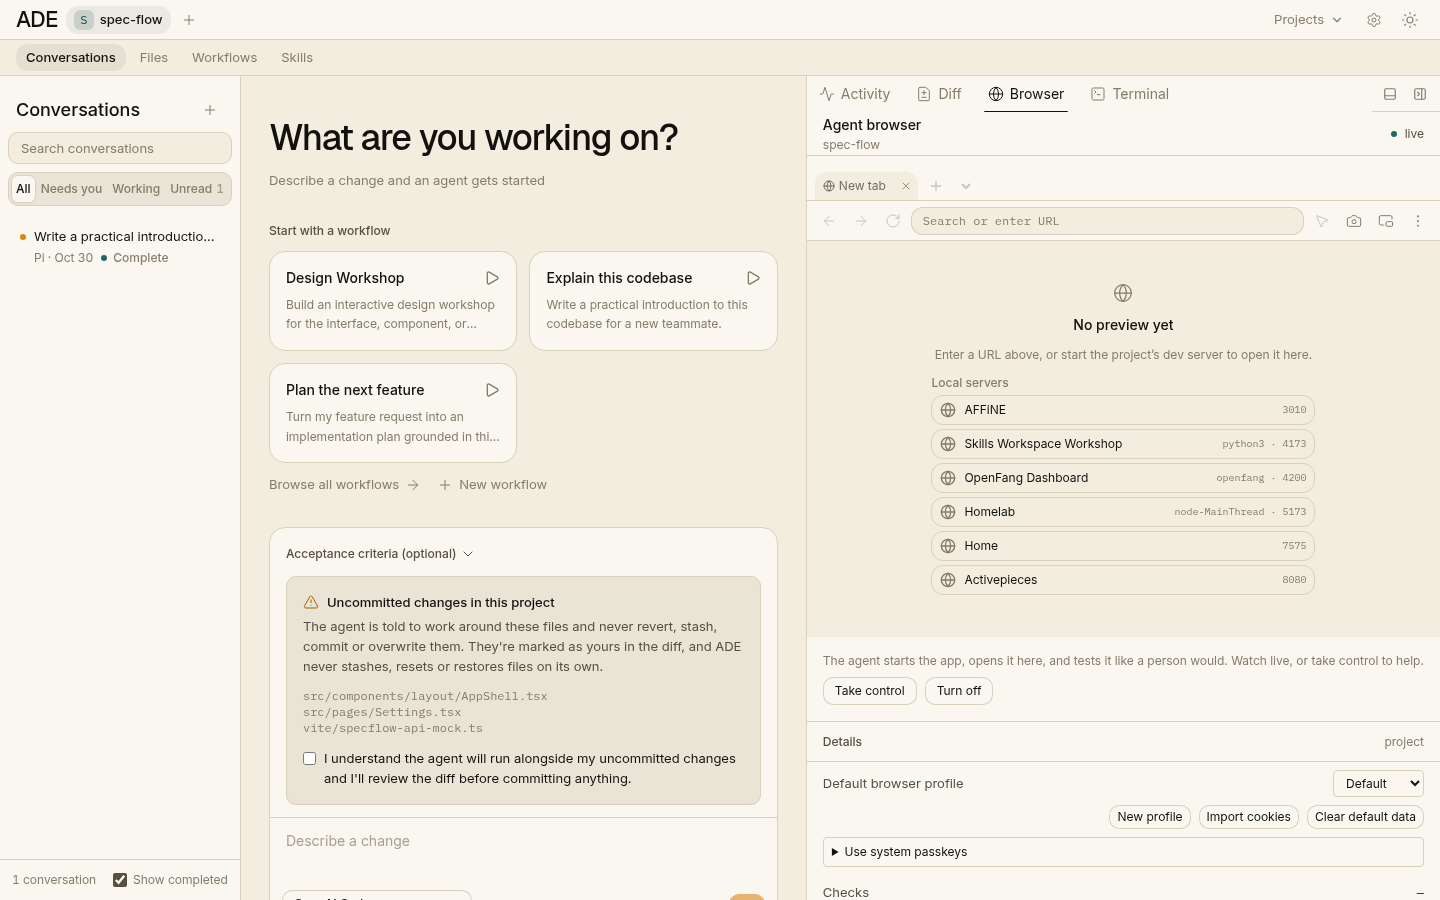 ADE
S spec-flow
Projects
Conversations Files Workflows Skills
Conversations
Search conversations
All Needs you Working Unread 1
Write a practical introductio...
Pi · Oct 30 Complete
1 conversation Show completed
What are you working on?
Describe a change and an agent gets started
Start with a workflow
Design Workshop
Build an interactive design workshop
for the interface, component, or...
Explain this codebase
Write a practical introduction to this
codebase for a new teammate.
Plan the next feature
Turn my feature request into an
implementation plan grounded in thi...
Browse all workflows New workflow
Acceptance criteria (optional)
Uncommitted changes in this project
The agent is told to work around these files and never revert, stash,
commit or overwrite them. They're marked as yours in the diff, and ADE
never stashes, resets or restores files on its own.
src/components/layout/AppShell.tsx
src/pages/Settings.tsx
vite/specflow-api-mock.ts
I understand the agent will run alongside my uncommitted changes
and I'll review the diff before committing anything.
Describe a change
Activity Diff Browser Terminal
Agent browser
spec-flow
live
New tab
Search or enter URL
No preview yet
Enter a URL above, or start the project's dev server to open it here.
Local servers
AFFiNE 3010
Skills Workspace Workshop python3 · 4173
OpenFang Dashboard openfang · 4200
Homelab node-MainThread · 5173
Home 7575
Activepieces 8080
The agent starts the app, opens it here, and tests it like a person would. Watch live, or take control to help.
Take control Turn off
Details project
Default browser profile Default
New profile Import cookies Clear default data
Use system passkeys
Checks –